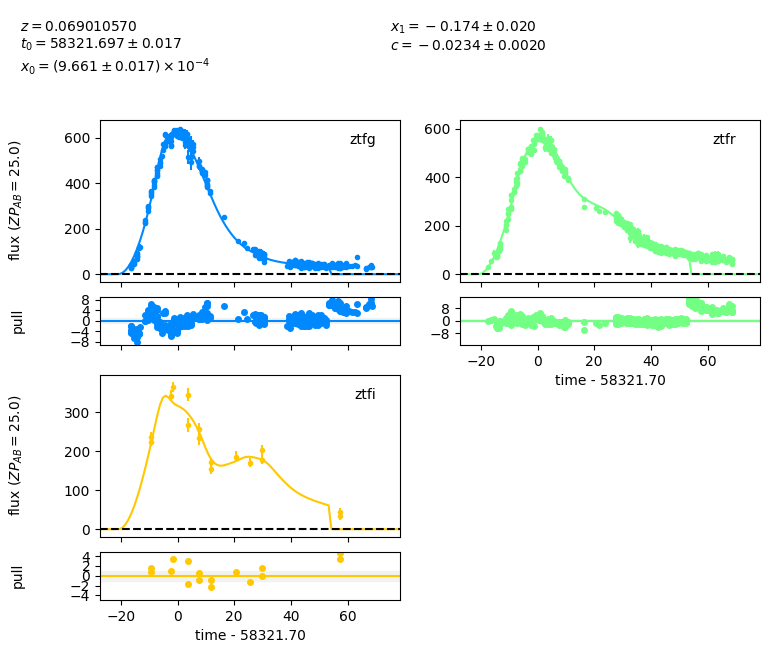 z = 0.069010570
t₀ = 58321.697 ± 0.017
x₀ = (9.661 ± 0.017) × 10⁻⁴
x₁ = −0.174 ± 0.020
c = −0.0234 ± 0.0020
ztfg
flux (ZP_AB = 25.0)
600
400
200
0
pull
8
4
0
−4
−8
ztfr
600
400
200
0
8
0
−8
−20 0 20 40 60
time - 58321.70
ztfi
flux (ZP_AB = 25.0)
300
200
100
0
pull
4
2
0
−2
−4
−20 0 20 40 60
time - 58321.70